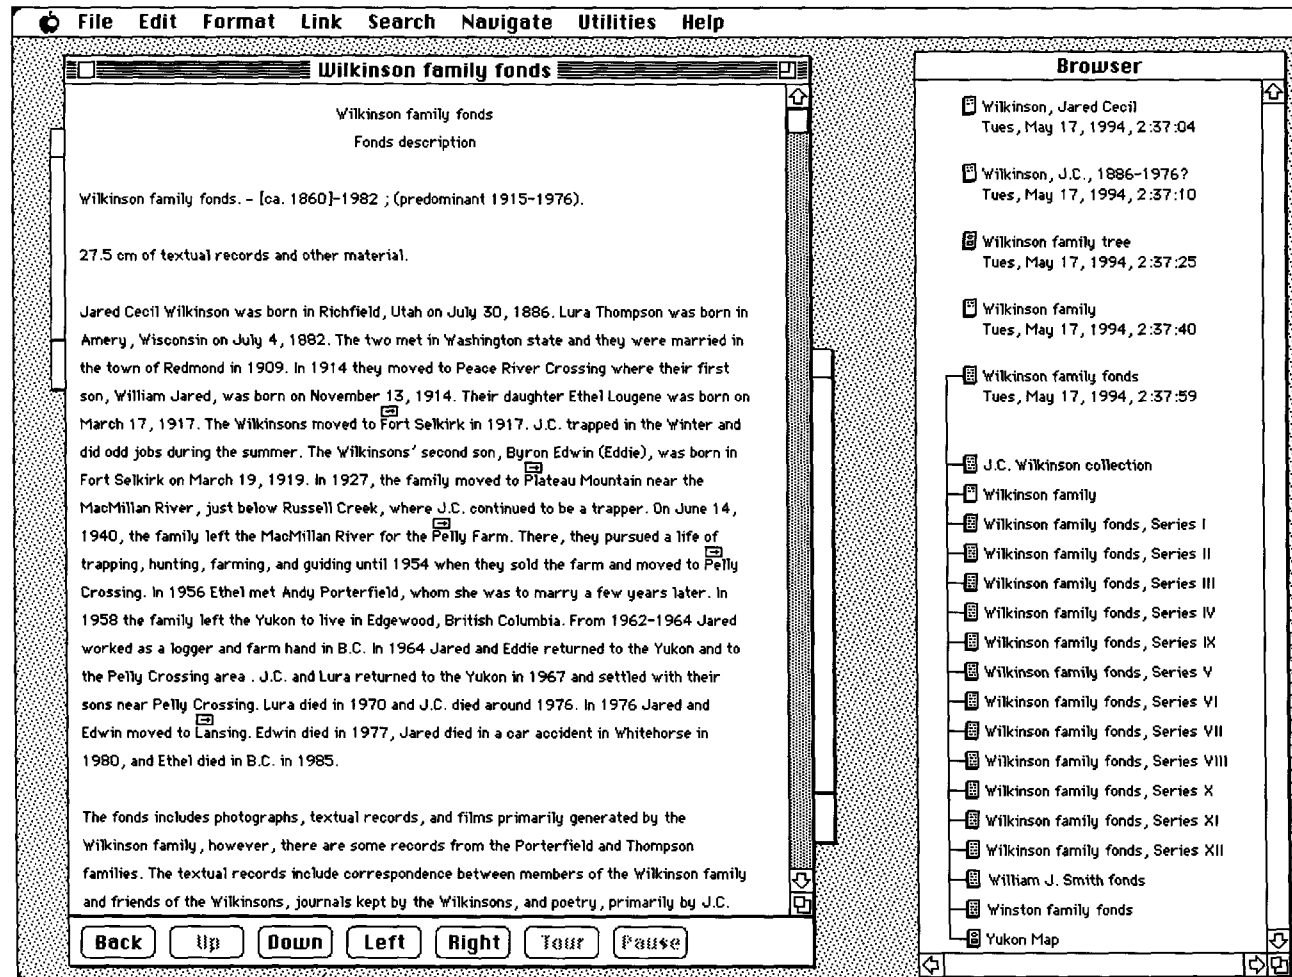 File Edit Format Link Search Navigate Utilities Help
Wilkinson family fonds
Wilkinson family fonds
Fonds description
Wilkinson family fonds. - [ca. 1860]-1982 ; (predominant 1915-1976).
27.5 cm of textual records and other material.
Jared Cecil Wilkinson was born in Richfield, Utah on July 30, 1886. Lura Thompson was born in
Amery, Wisconsin on July 4, 1882. The two met in Washington state and they were married in
the town of Redmond in 1909. In 1914 they moved to Peace River Crossing where their first
son, William Jared, was born on November 13, 1914. Their daughter Ethel Lougene was born on
March 17, 1917. The Wilkinsons moved to Fort Selkirk in 1917. J.C. trapped in the Winter and
did odd jobs during the summer. The Wilkinsons' second son, Byron Edwin (Eddie), was born in
Fort Selkirk on March 19, 1919. In 1927, the family moved to Plateau Mountain near the
MacMillan River, just below Russell Creek, where J.C. continued to be a trapper. On June 14,
1940, the family left the MacMillan River for the Pelly Farm. There, they pursued a life of
trapping, hunting, farming, and guiding until 1954 when they sold the farm and moved to Pelly
Crossing. In 1956 Ethel met Andy Porterfield, whom she was to marry a few years later. In
1958 the family left the Yukon to live in Edgewood, British Columbia. From 1962-1964 Jared
worked as a logger and farm hand in B.C. In 1964 Jared and Eddie returned to the Yukon and to
the Pelly Crossing area . J.C. and Lura returned to the Yukon in 1967 and settled with their
sons near Pelly Crossing. Lura died in 1970 and J.C. died around 1976. In 1976 Jared and
Edwin moved to Lansing. Edwin died in 1977, Jared died in a car accident in Whitehorse in
1980, and Ethel died in B.C. in 1985.
The fonds includes photographs, textual records, and films primarily generated by the
Wilkinson family, however, there are some records from the Porterfield and Thompson
families. The textual records include correspondence between members of the Wilkinson family
and friends of the Wilkinsons, journals kept by the Wilkinsons, and poetry, primarily by J.C.
Back Up Down Left Right Tour Pause
Browser
Wilkinson, Jared Cecil
Tues, May 17, 1994, 2:37:04
Wilkinson, J.C., 1886-1976?
Tues, May 17, 1994, 2:37:10
Wilkinson family tree
Tues, May 17, 1994, 2:37:25
Wilkinson family
Tues, May 17, 1994, 2:37:40
Wilkinson family fonds
Tues, May 17, 1994, 2:37:59
J.C. Wilkinson collection
Wilkinson family
Wilkinson family fonds, Series I
Wilkinson family fonds, Series II
Wilkinson family fonds, Series III
Wilkinson family fonds, Series IV
Wilkinson family fonds, Series IX
Wilkinson family fonds, Series V
Wilkinson family fonds, Series VI
Wilkinson family fonds, Series VII
Wilkinson family fonds, Series VIII
Wilkinson family fonds, Series X
Wilkinson family fonds, Series XI
Wilkinson family fonds, Series XII
William J. Smith fonds
Winston family fonds
Yukon Map